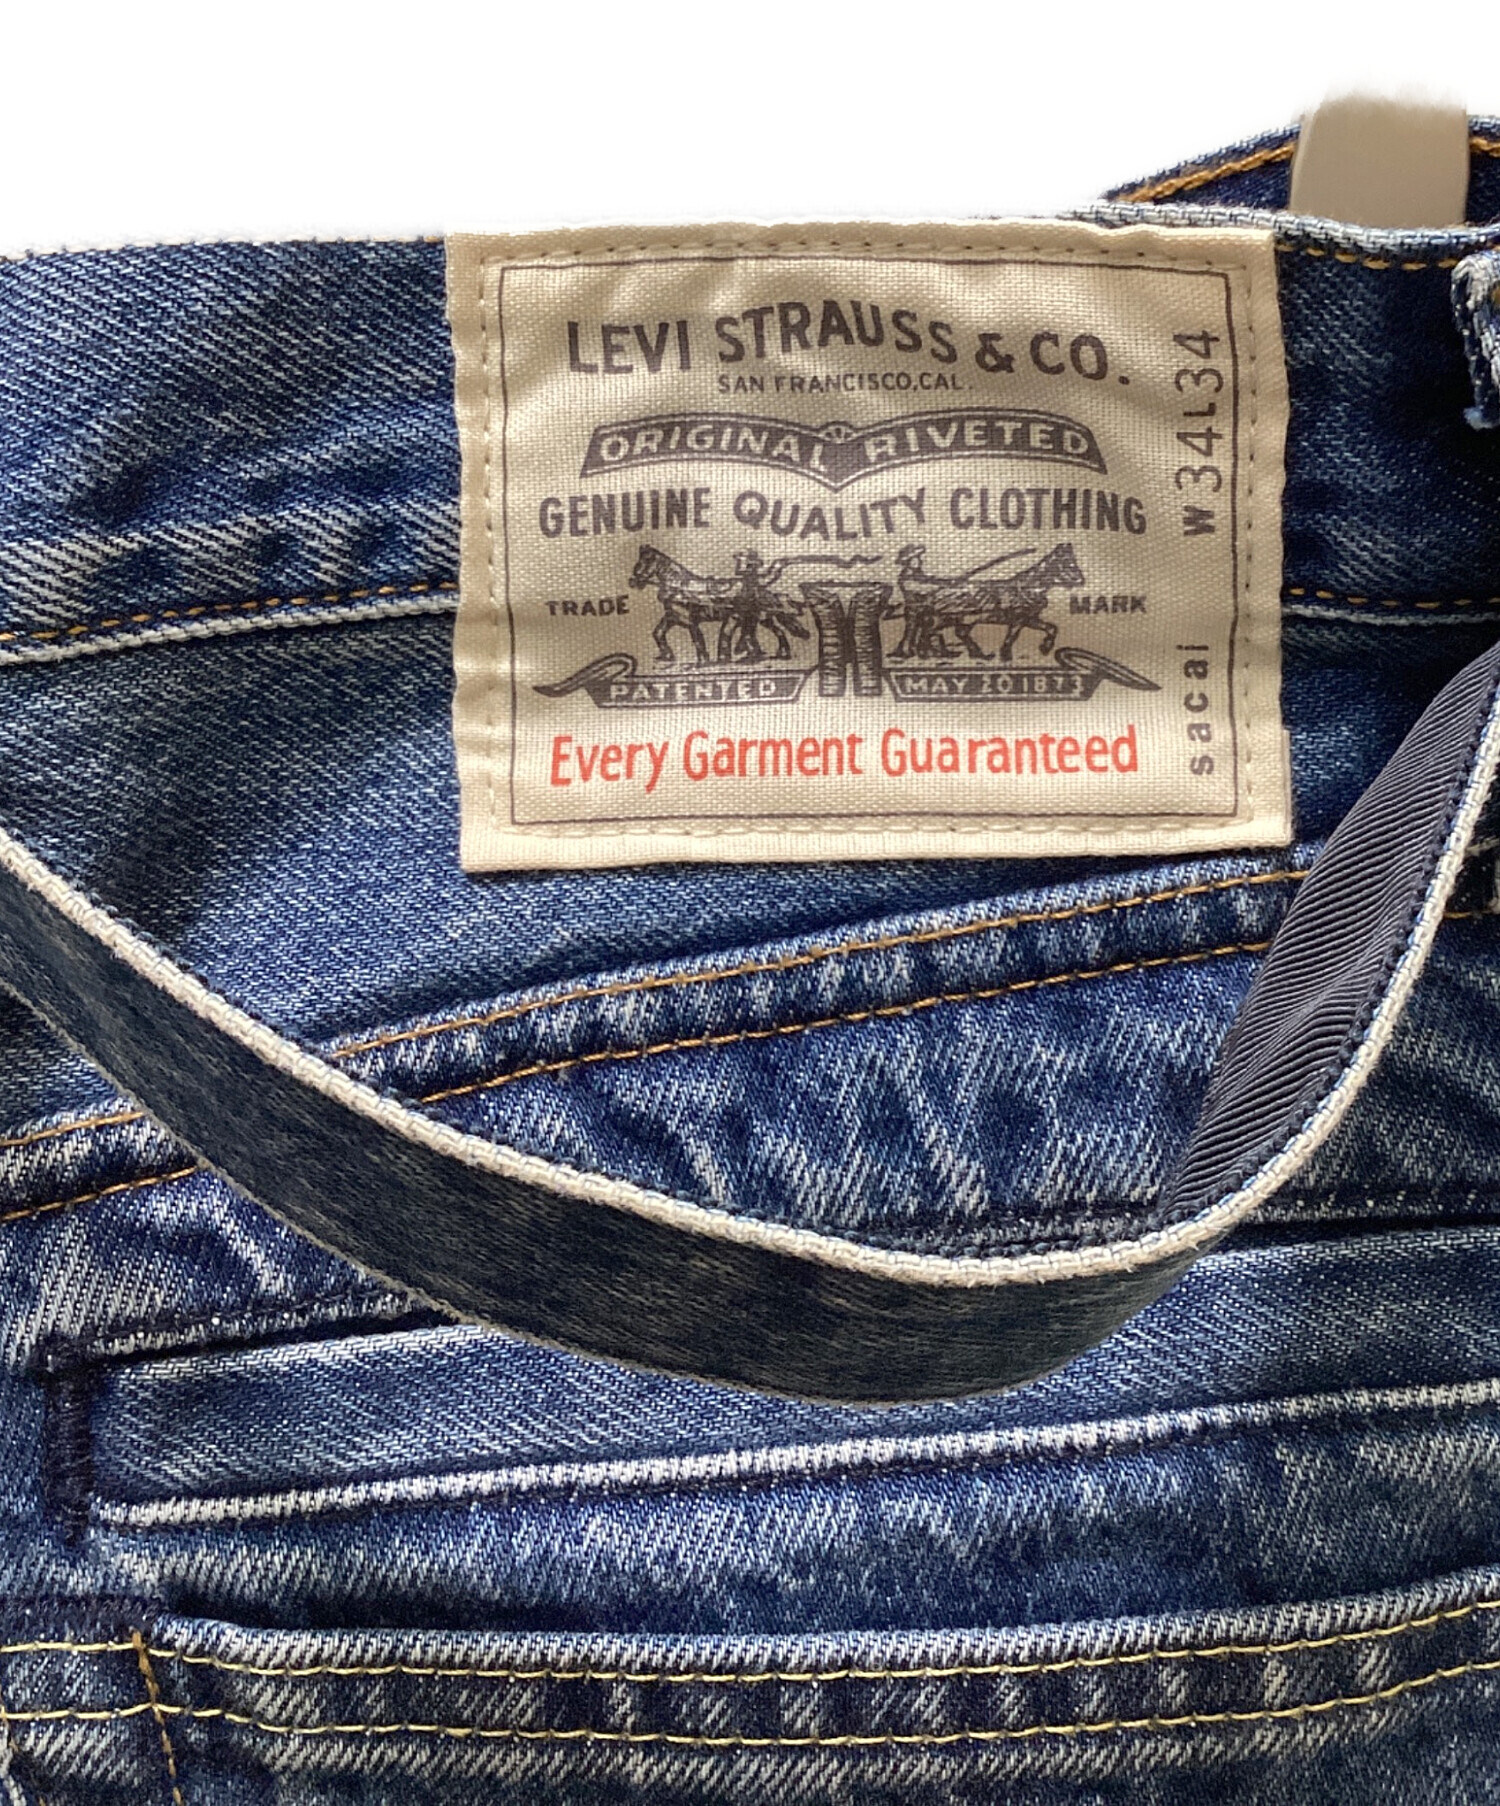 LEVI STRAUSS & CO.
SAN FRANCISCO, CAL.
ORIGINAL RIVETED
GENUINE QUALITY CLOTHING
TRADE MARK
PATENTED MAY 20 1873
Every Garment Guaranteed
W34L34
sacai